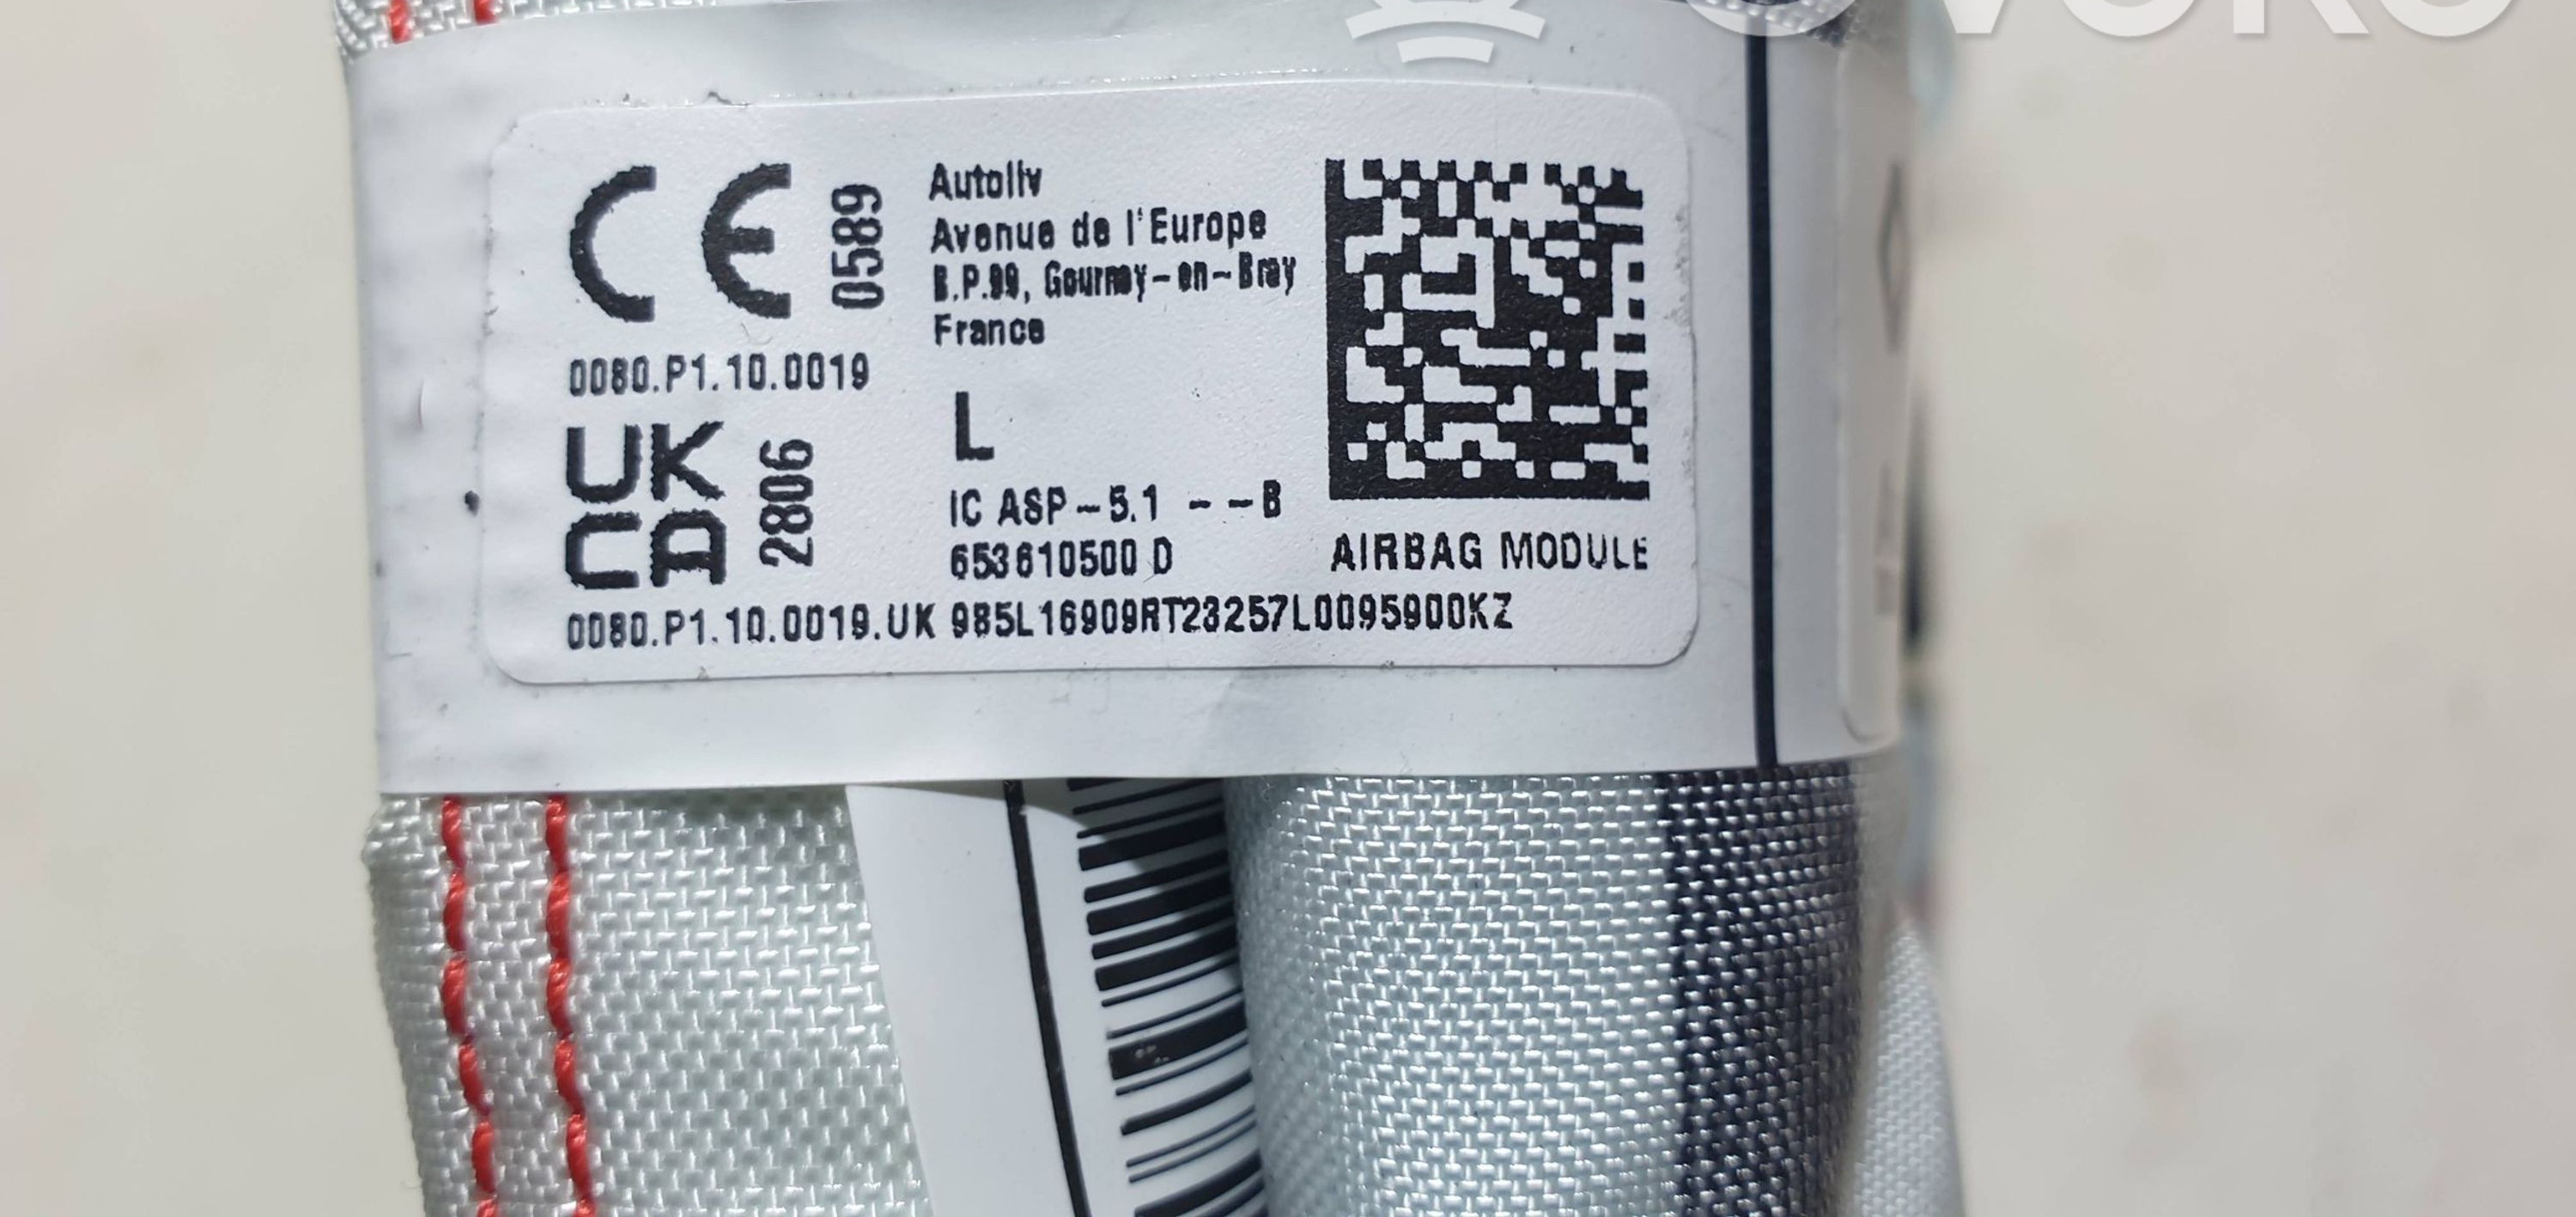 CE 0589
0080.P1.10.0019
UK
CA 2806
Autoliv
Avenue de l'Europe
B.P.99, Gournay-en-Bray
France
L
IC ASP-5.1 --B
653610500 D
AIRBAG MODULE
0080.P1.10.0019.UK 985L16909RT23257L0095900KZ